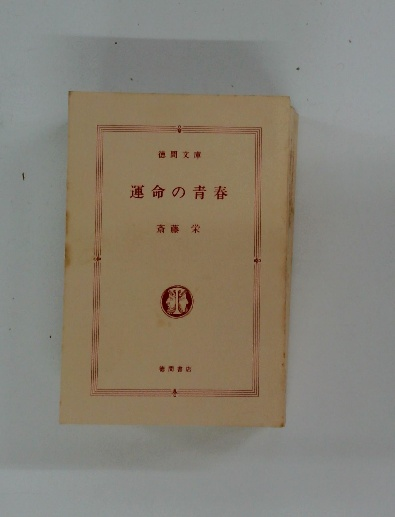 徳間文庫
運命の青春
斎藤 栄
徳間書店